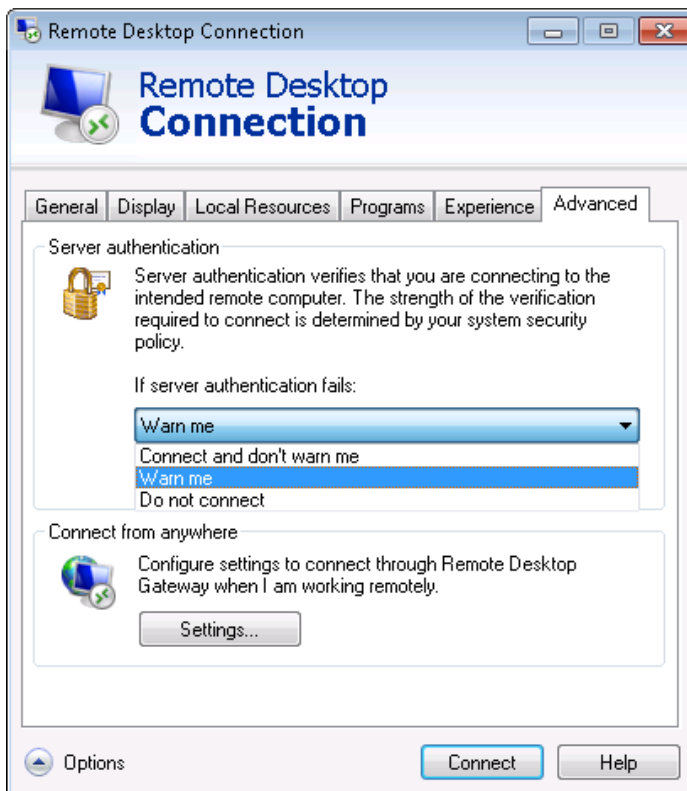 Remote Desktop Connection
Remote Desktop
Connection
General Display Local Resources Programs Experience Advanced
Server authentication
Server authentication verifies that you are connecting to the
intended remote computer. The strength of the verification
required to connect is determined by your system security
policy.
If server authentication fails:
Warn me
Connect and don't warn me
Warn me
Do not connect
Connect from anywhere
Configure settings to connect through Remote Desktop
Gateway when I am working remotely.
Settings...
Options Connect Help